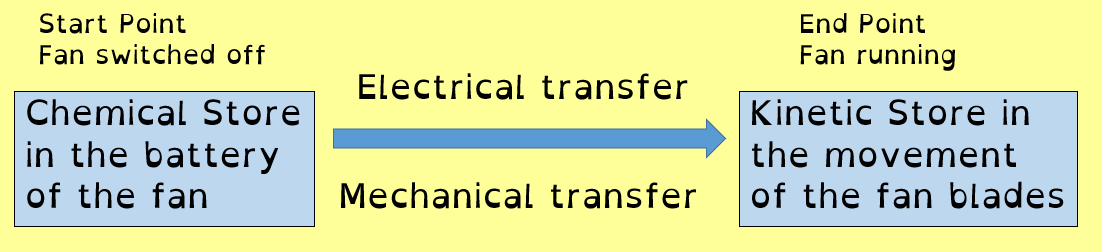 Start Point
Fan switched off
Chemical Store
in the battery
of the fan
Electrical transfer
Mechanical transfer
End Point
Fan running
Kinetic Store in
the movement
of the fan blades